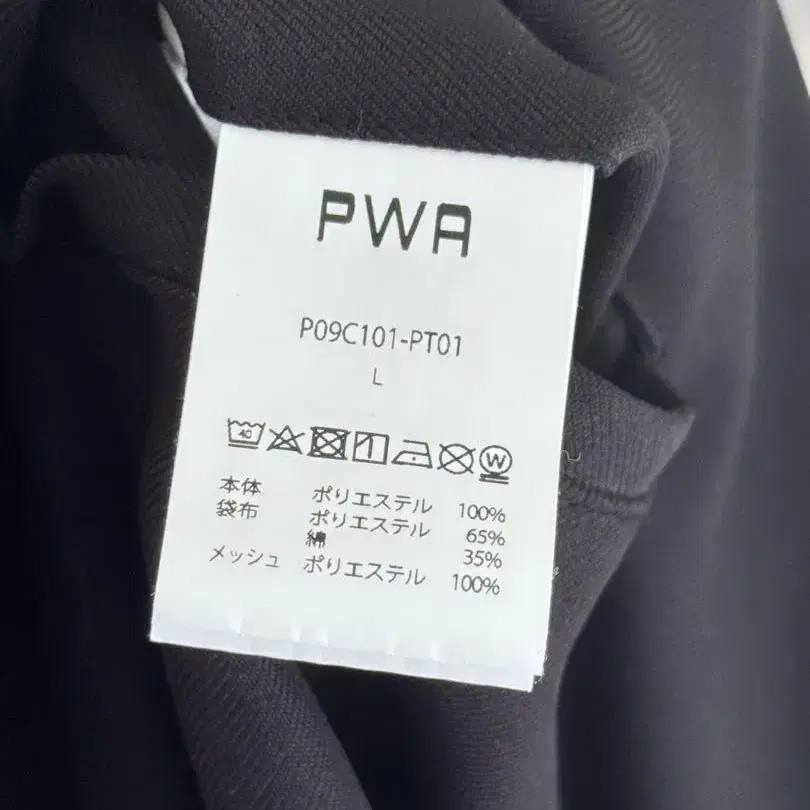 PWA
P09C101-PT01
L
40 W
本体 ポリエステル 100%
袋布 ポリエステル 65%
綿 35%
メッシュ ポリエステル 100%